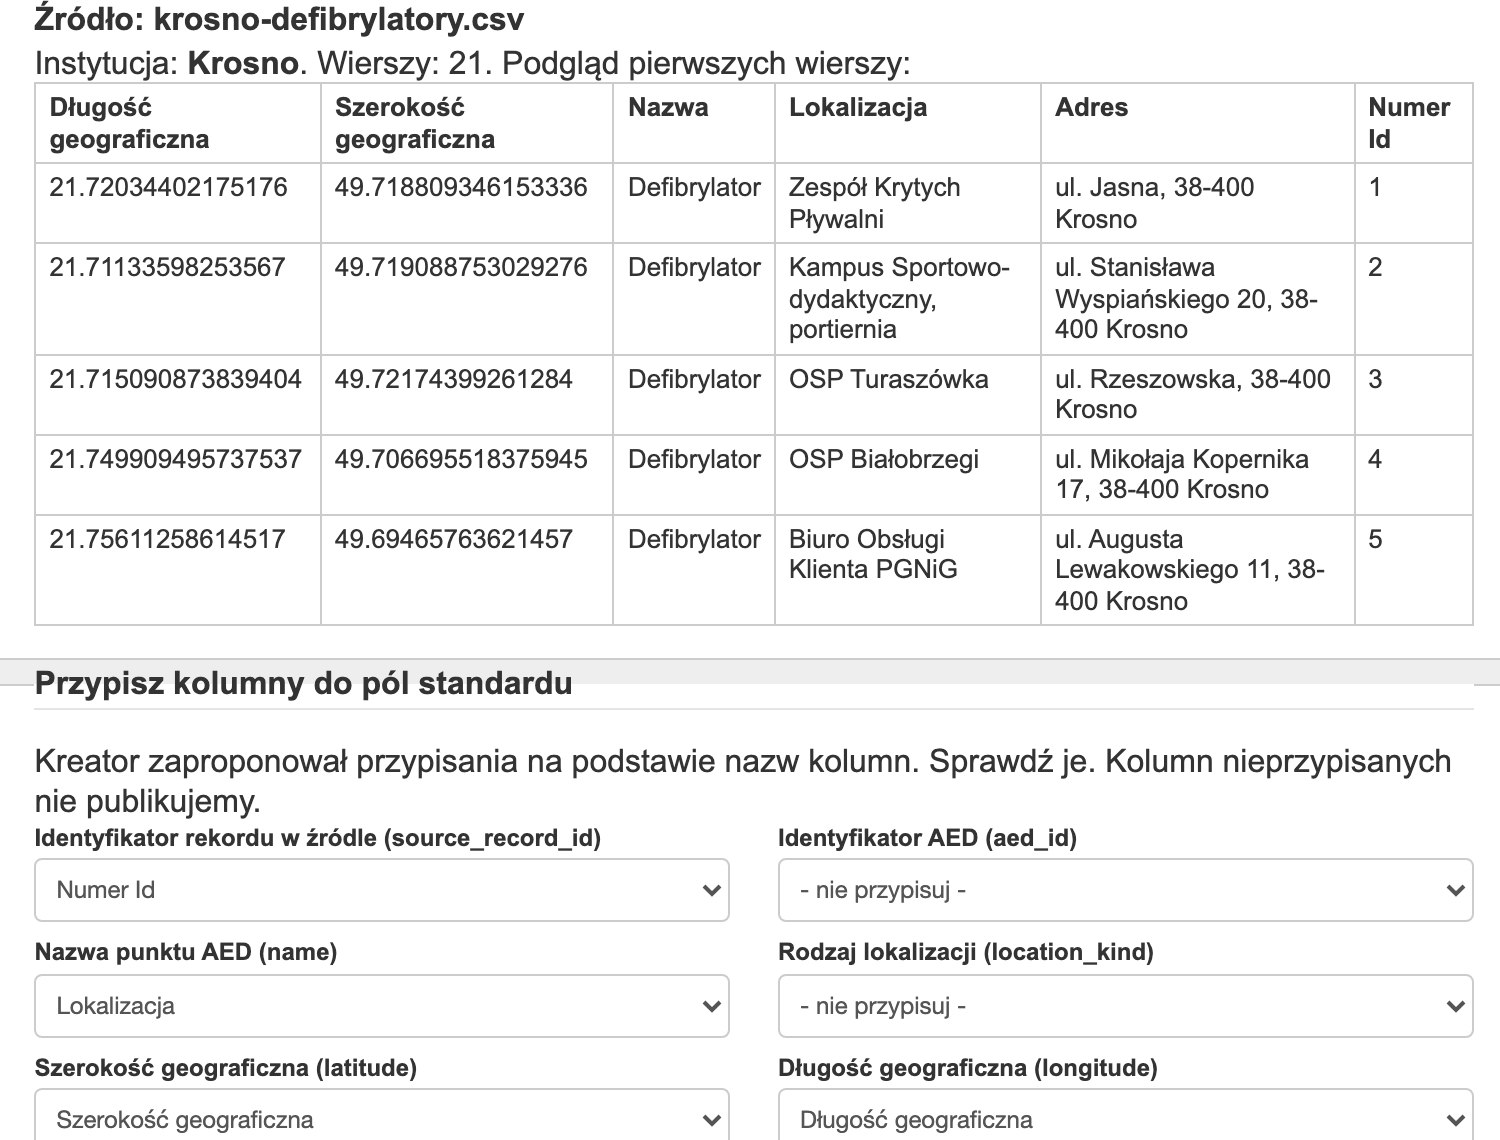 Źródło: krosno-defibrylatory.csv
Instytucja: Krosno. Wierszy: 21. Podgląd pierwszych wierszy:
Długość geograficzna Szerokość geograficzna Nazwa Lokalizacja Adres Numer Id
21.72034402175176 49.718809346153336 Defibrylator Zespół Krytych Pływalni ul. Jasna, 38-400 Krosno 1
21.71133598253567 49.719088753029276 Defibrylator Kampus Sportowo-dydaktyczny, portiernia ul. Stanisława Wyspiańskiego 20, 38-400 Krosno 2
21.715090873839404 49.72174399261284 Defibrylator OSP Turaszówka ul. Rzeszowska, 38-400 Krosno 3
21.749909495737537 49.706695518375945 Defibrylator OSP Białobrzegi ul. Mikołaja Kopernika 17, 38-400 Krosno 4
21.75611258614517 49.69465763621457 Defibrylator Biuro Obsługi Klienta PGNiG ul. Augusta Lewakowskiego 11, 38-400 Krosno 5
Przypisz kolumny do pól standardu
Kreator zaproponował przypisania na podstawie nazw kolumn. Sprawdź je. Kolumn nieprzypisanych
nie publikujemy.
Identyfikator rekordu w źródle (source_record_id) Identyfikator AED (aed_id)
Numer Id - nie przypisuj -
Nazwa punktu AED (name) Rodzaj lokalizacji (location_kind)
Lokalizacja - nie przypisuj -
Szerokość geograficzna (latitude) Długość geograficzna (longitude)
Szerokość geograficzna Długość geograficzna